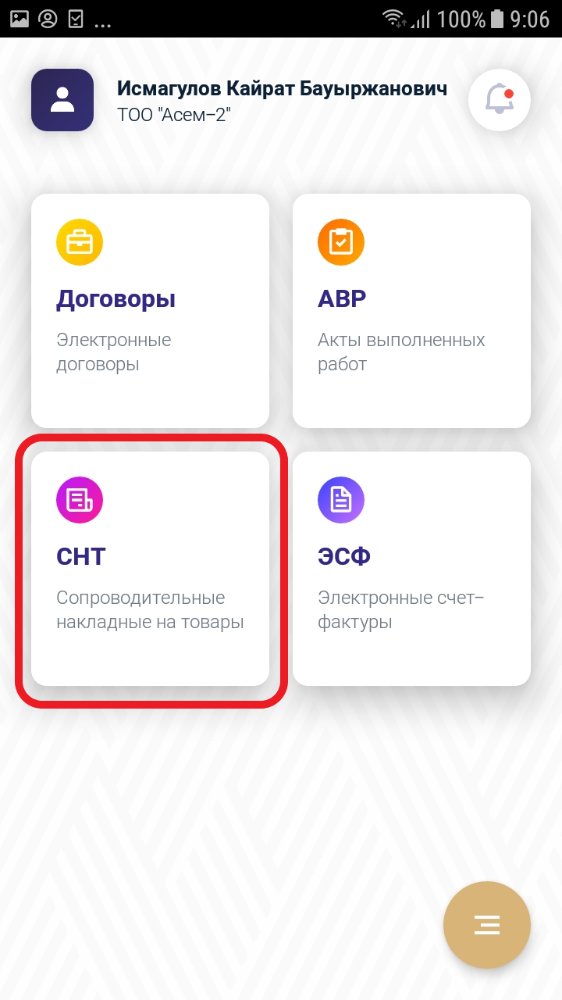 ... 100% 9:06
Исмагулов Кайрат Бауыржанович
ТОО "Асем-2"
Договоры
Электронные
договоры
АВР
Акты выполненных
работ
СНТ
Сопроводительные
накладные на товары
ЭСФ
Электронные счет-
фактуры